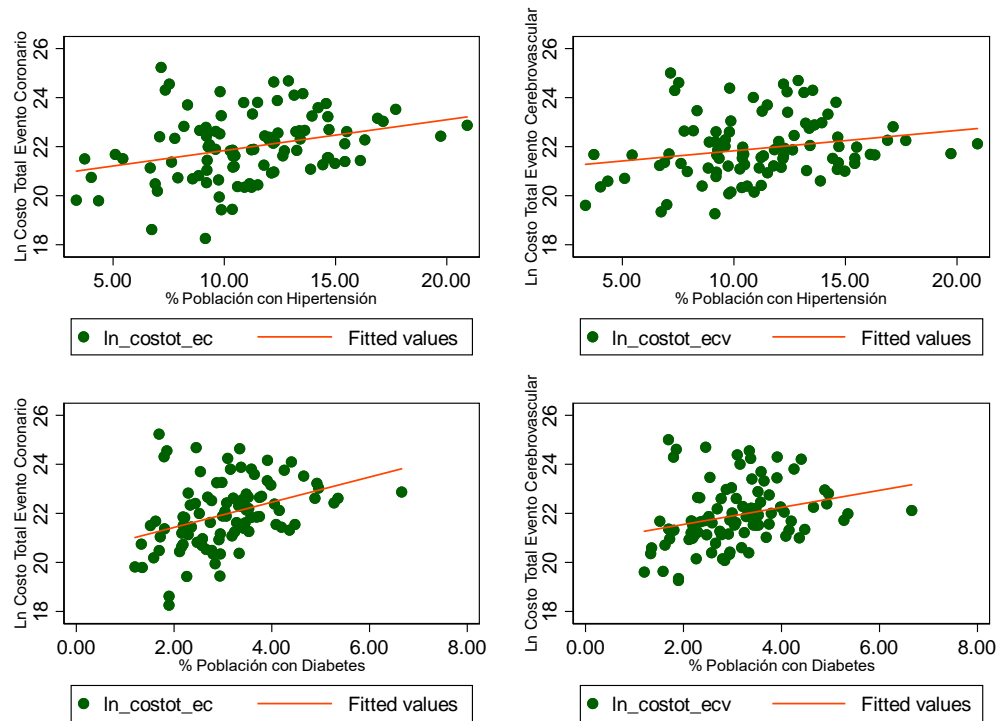 Ln Costo Total Evento Coronario
26
24
22
20
18
5.00 10.00 15.00 20.00
% Población con Hipertensión
ln_costot_ec Fitted values
Ln Costo Total Evento Cerebrovascular
26
24
22
20
18
5.00 10.00 15.00 20.00
% Población con Hipertensión
ln_costot_ecv Fitted values
Ln Costo Total Evento Coronario
26
24
22
20
18
0.00 2.00 4.00 6.00 8.00
% Población con Diabetes
ln_costot_ec Fitted values
Ln Costo Total Evento Cerebrovascular
26
24
22
20
18
0.00 2.00 4.00 6.00 8.00
% Población con Diabetes
ln_costot_ecv Fitted values